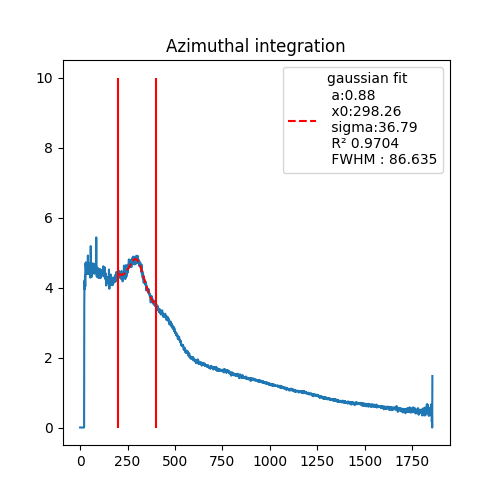 Azimuthal integration
gaussian fit
a:0.88
x0:298.26
sigma:36.79
R² 0.9704
FWHM : 86.635
10
8
6
4
2
0
0 250 500 750 1000 1250 1500 1750